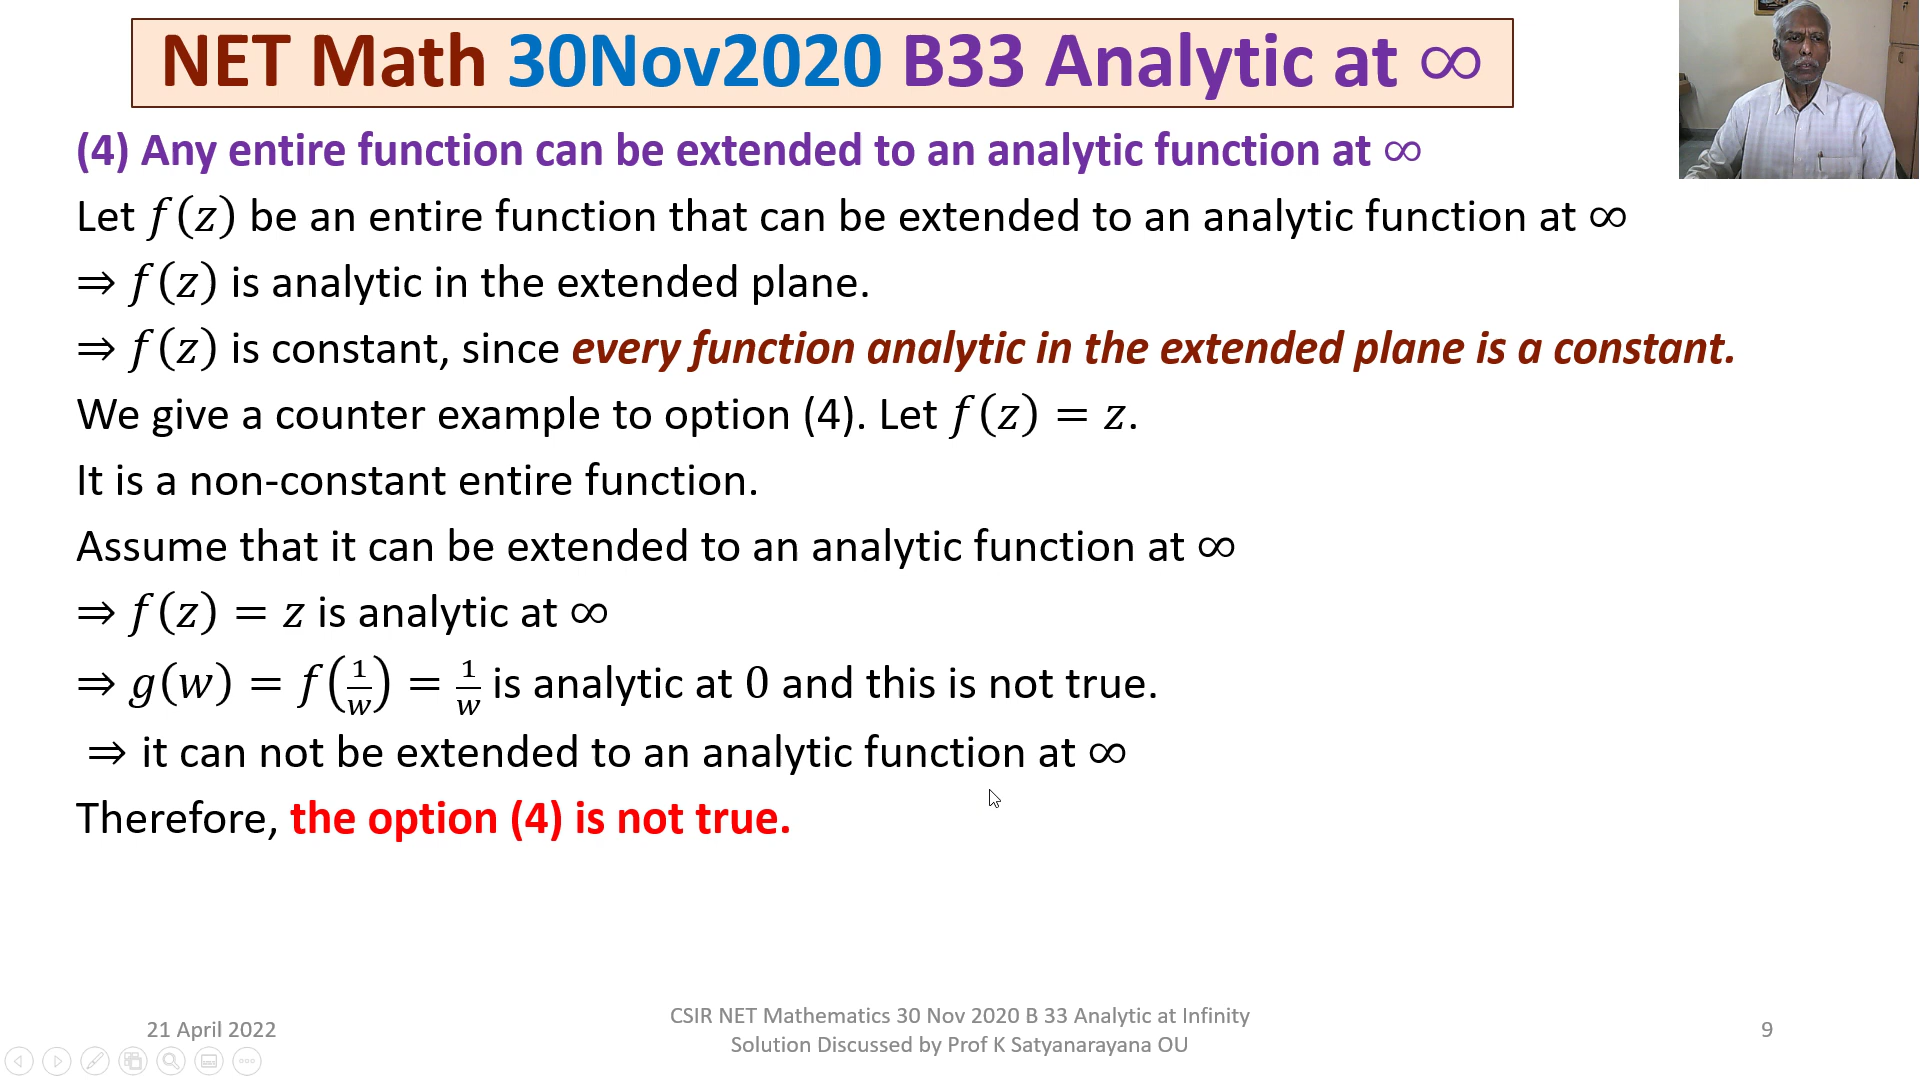 NET Math 30Nov2020 B33 Analytic at ∞
(4) Any entire function can be extended to an analytic function at ∞
Let f(z) be an entire function that can be extended to an analytic function at ∞
⇒ f(z) is analytic in the extended plane.
⇒ f(z) is constant, since every function analytic in the extended plane is a constant.
We give a counter example to option (4). Let f(z) = z.
It is a non-constant entire function.
Assume that it can be extended to an analytic function at ∞
⇒ f(z) = z is analytic at ∞
⇒ g(w) = f(1/w) = 1/w is analytic at 0 and this is not true.
⇒ it can not be extended to an analytic function at ∞
Therefore, the option (4) is not true.
21 April 2022
CSIR NET Mathematics 30 Nov 2020 B 33 Analytic at Infinity
Solution Discussed by Prof K Satyanarayana OU
9